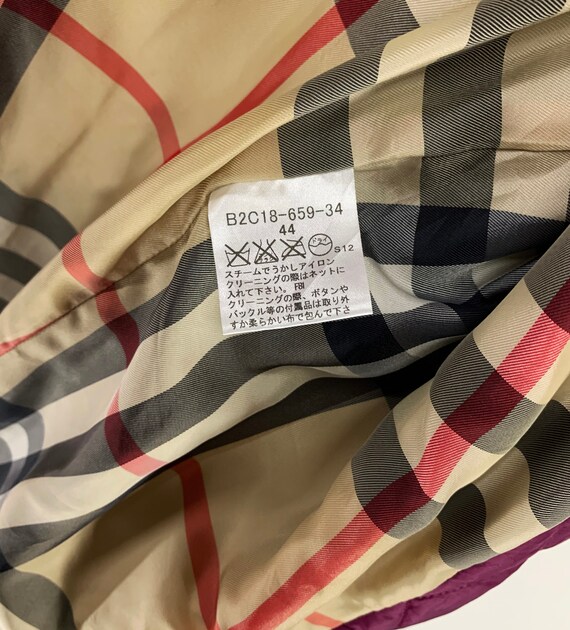 B2C18-659-34
44
S12
スチームでうかしアイロン
クリーニングの際はネットに
入れて下さい。FBI
クリーニングの際、ボタンや
バックル等の付属品は取り外
すか柔らかい布で包んで下さ